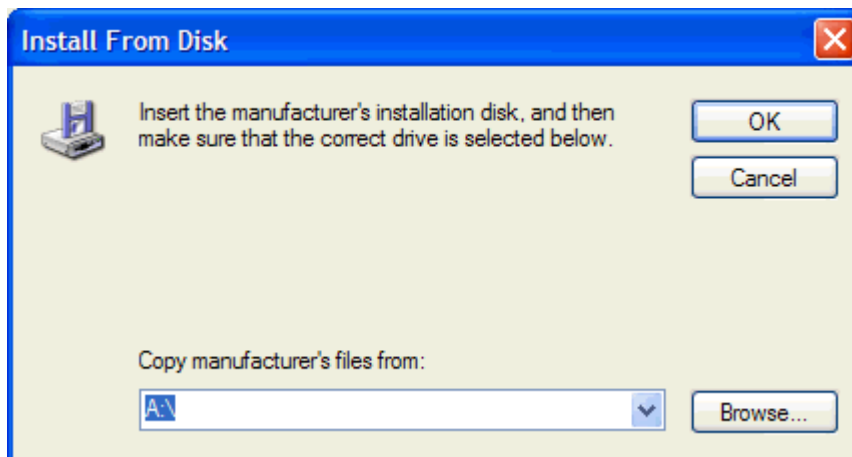 Install From Disk
Insert the manufacturer's installation disk, and then
make sure that the correct drive is selected below.
OK
Cancel
Copy manufacturer's files from:
A:\
Browse...